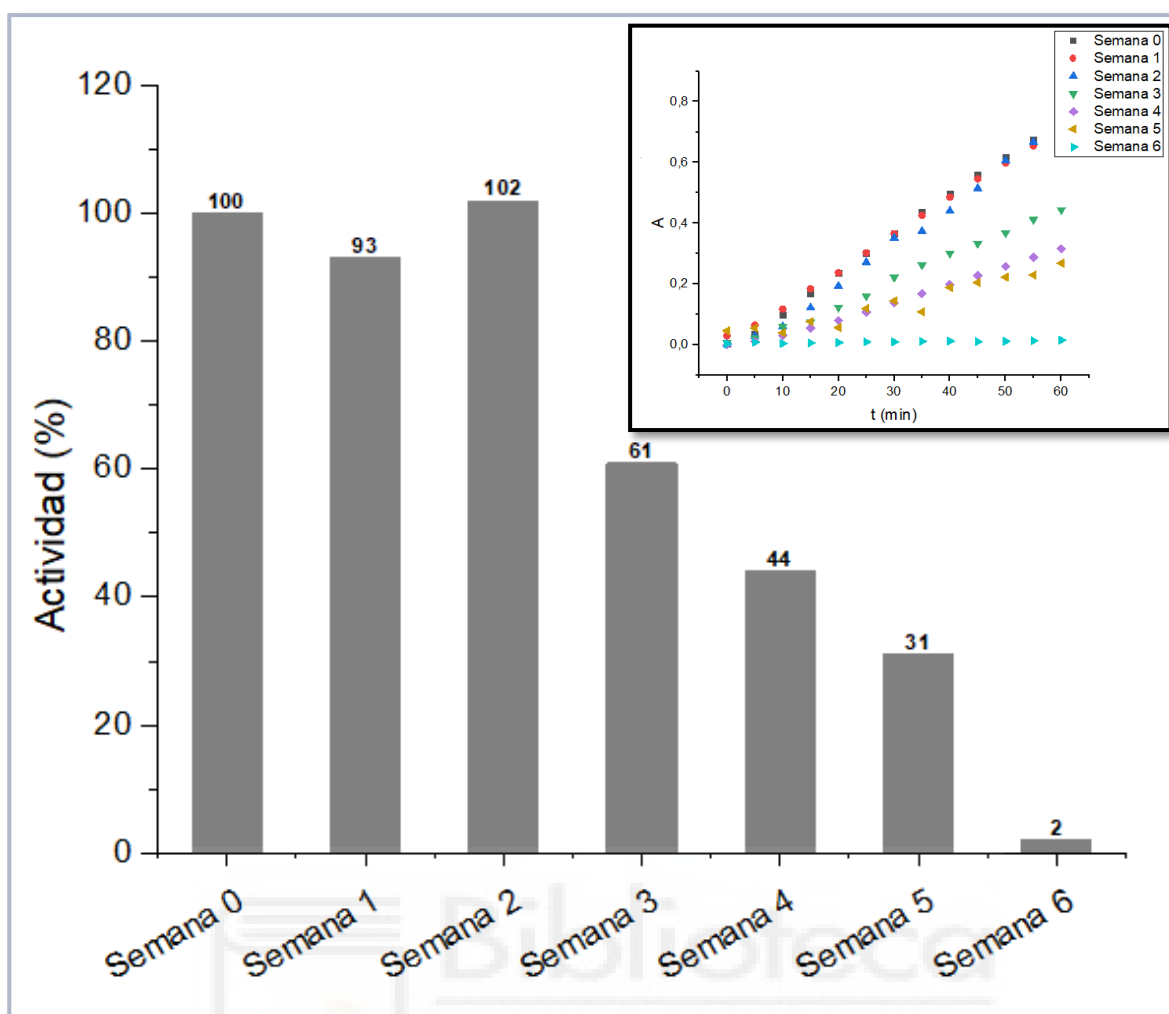 Actividad (%)
120
100
80
60
40
20
0
100
93
102
61
44
31
2
Semana 0
Semana 1
Semana 2
Semana 3
Semana 4
Semana 5
Semana 6
A
0,8
0,6
0,4
0,2
0,0
0 10 20 30 40 50 60
t (min)
Semana 0
Semana 1
Semana 2
Semana 3
Semana 4
Semana 5
Semana 6
Biblioteca